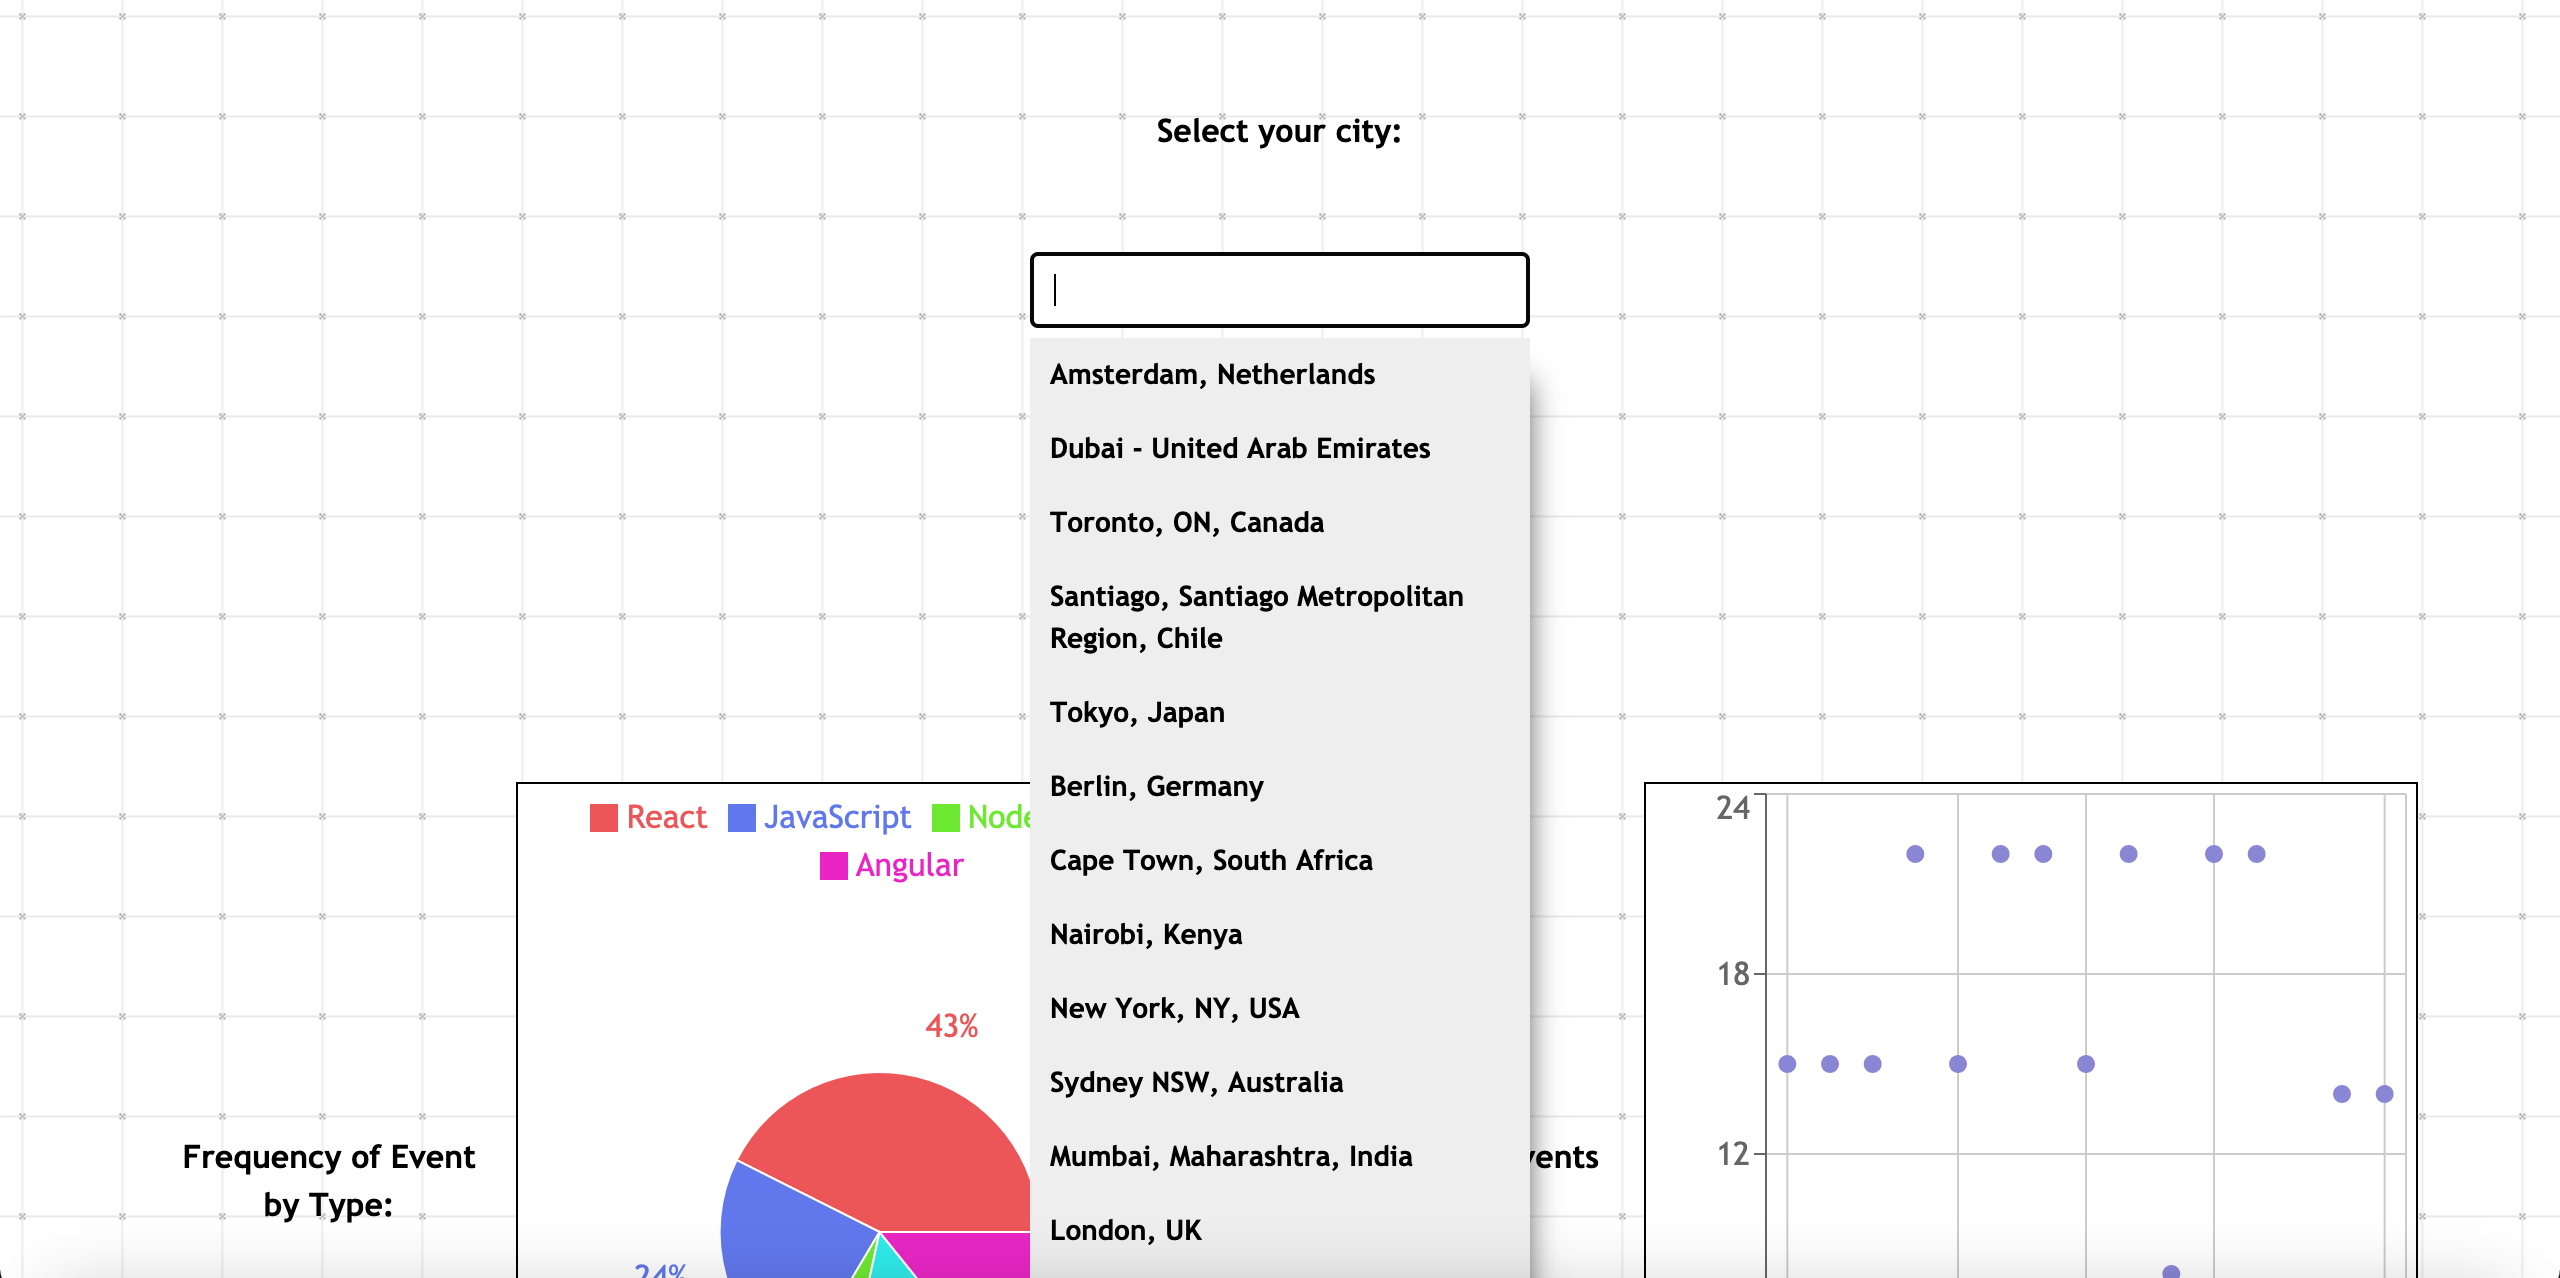 Select your city:
Amsterdam, Netherlands
Dubai - United Arab Emirates
Toronto, ON, Canada
Santiago, Santiago Metropolitan
Region, Chile
Tokyo, Japan
Berlin, Germany
Cape Town, South Africa
Nairobi, Kenya
New York, NY, USA
Sydney NSW, Australia
Mumbai, Maharashtra, India
London, UK
Frequency of Event
by Type:
React JavaScript Node
Angular
43%
24%
vents
24
18
12